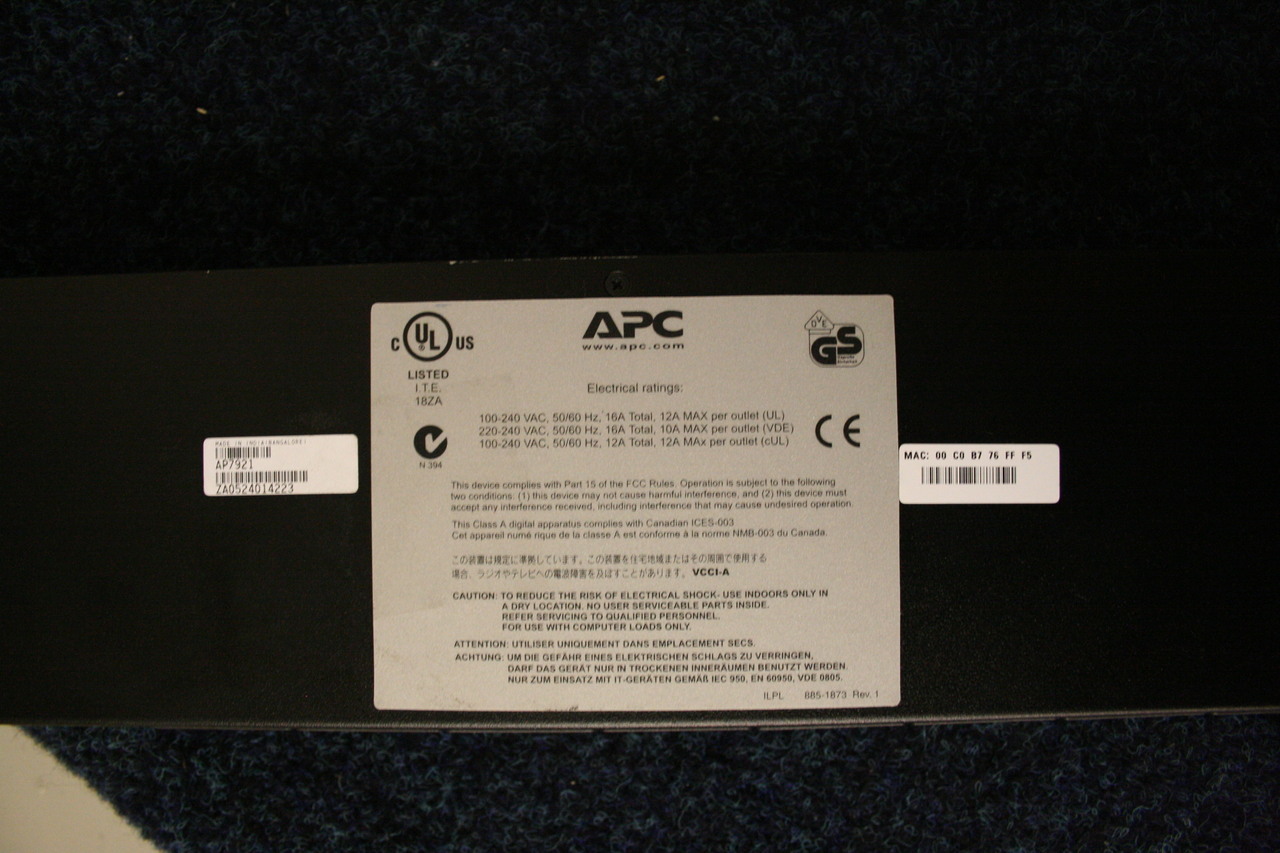 MADE IN INDIA(BANGALORE)
AP7921
ZA0524014223
C UL ® US
LISTED
I.T.E.
18ZA
N 394
APC
www.apc.com
DVE
GS
Electrical ratings:
100-240 VAC, 50/60 Hz, 16A Total, 12A MAX per outlet (UL)
220-240 VAC, 50/60 Hz, 16A Total, 10A MAX per outlet (VDE)
100-240 VAC, 50/60 Hz, 12A Total, 12A MAx per outlet (cUL)
CE
This device complies with Part 15 of the FCC Rules. Operation is subject to the following
two conditions: (1) this device may not cause harmful interference, and (2) this device must
accept any interference received, including interference that may cause undesired operation.
This Class A digital apparatus complies with Canadian ICES-003
Cet appareil numé rique de la classe A est conforme à la norme NMB-003 du Canada.
この装置は規定に準拠しています。この装置を住宅地域またはその周囲で使用する
場合、ラジオやテレビへの電波障害を及ぼすことがあります。VCCI-A
CAUTION: TO REDUCE THE RISK OF ELECTRICAL SHOCK- USE INDOORS ONLY IN
A DRY LOCATION. NO USER SERVICEABLE PARTS INSIDE.
REFER SERVICING TO QUALIFIED PERSONNEL.
FOR USE WITH COMPUTER LOADS ONLY.
ATTENTION: UTILISER UNIQUEMENT DANS EMPLACEMENT SECS.
ACHTUNG: UM DIE GEFÄHR EINES ELEKTRISCHEN SCHLAGS ZU VERRINGEN,
DARF DAS GERÄT NUR IN TROCKENEN INNERÄUMEN BENUTZT WERDEN.
NUR ZUM EINSATZ MIT IT-GERÄTEN GEMÄß IEC 950, EN 60950, VDE 0805.
ILPL 885-1873 Rev. 1
MAC: 00 C0 B7 76 FF F5